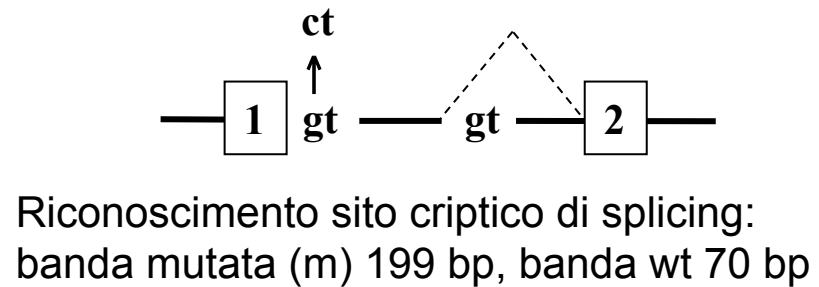 ct
1 gt gt 2
Riconoscimento sito criptico di splicing:
banda mutata (m) 199 bp, banda wt 70 bp